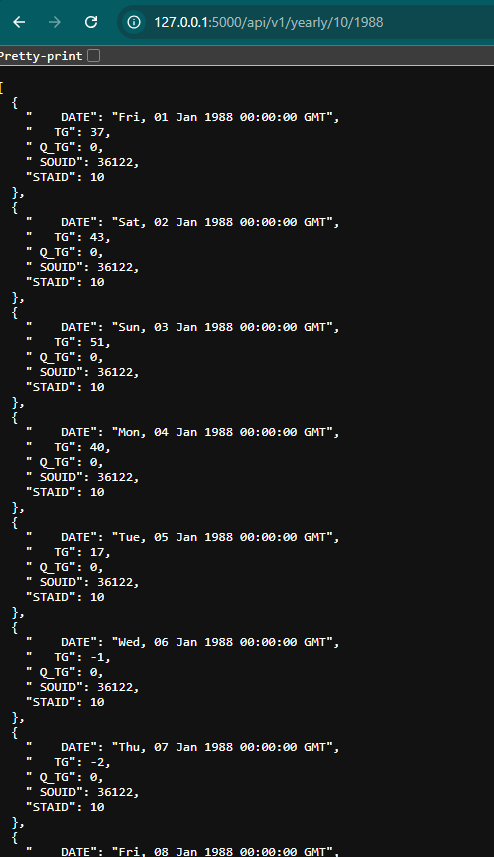 127.0.0.1:5000/api/v1/yearly/10/1988
Pretty-print
[
  {
    "    DATE": "Fri, 01 Jan 1988 00:00:00 GMT",
    "   TG": 37,
    " Q_TG": 0,
    " SOUID": 36122,
    "STAID": 10
  },
  {
    "    DATE": "Sat, 02 Jan 1988 00:00:00 GMT",
    "   TG": 43,
    " Q_TG": 0,
    " SOUID": 36122,
    "STAID": 10
  },
  {
    "    DATE": "Sun, 03 Jan 1988 00:00:00 GMT",
    "   TG": 51,
    " Q_TG": 0,
    " SOUID": 36122,
    "STAID": 10
  },
  {
    "    DATE": "Mon, 04 Jan 1988 00:00:00 GMT",
    "   TG": 40,
    " Q_TG": 0,
    " SOUID": 36122,
    "STAID": 10
  },
  {
    "    DATE": "Tue, 05 Jan 1988 00:00:00 GMT",
    "   TG": 17,
    " Q_TG": 0,
    " SOUID": 36122,
    "STAID": 10
  },
  {
    "    DATE": "Wed, 06 Jan 1988 00:00:00 GMT",
    "   TG": -1,
    " Q_TG": 0,
    " SOUID": 36122,
    "STAID": 10
  },
  {
    "    DATE": "Thu, 07 Jan 1988 00:00:00 GMT",
    "   TG": -2,
    " Q_TG": 0,
    " SOUID": 36122,
    "STAID": 10
  },
  {
    "    DATE": "Fri, 08 Jan 1988 00:00:00 GMT",